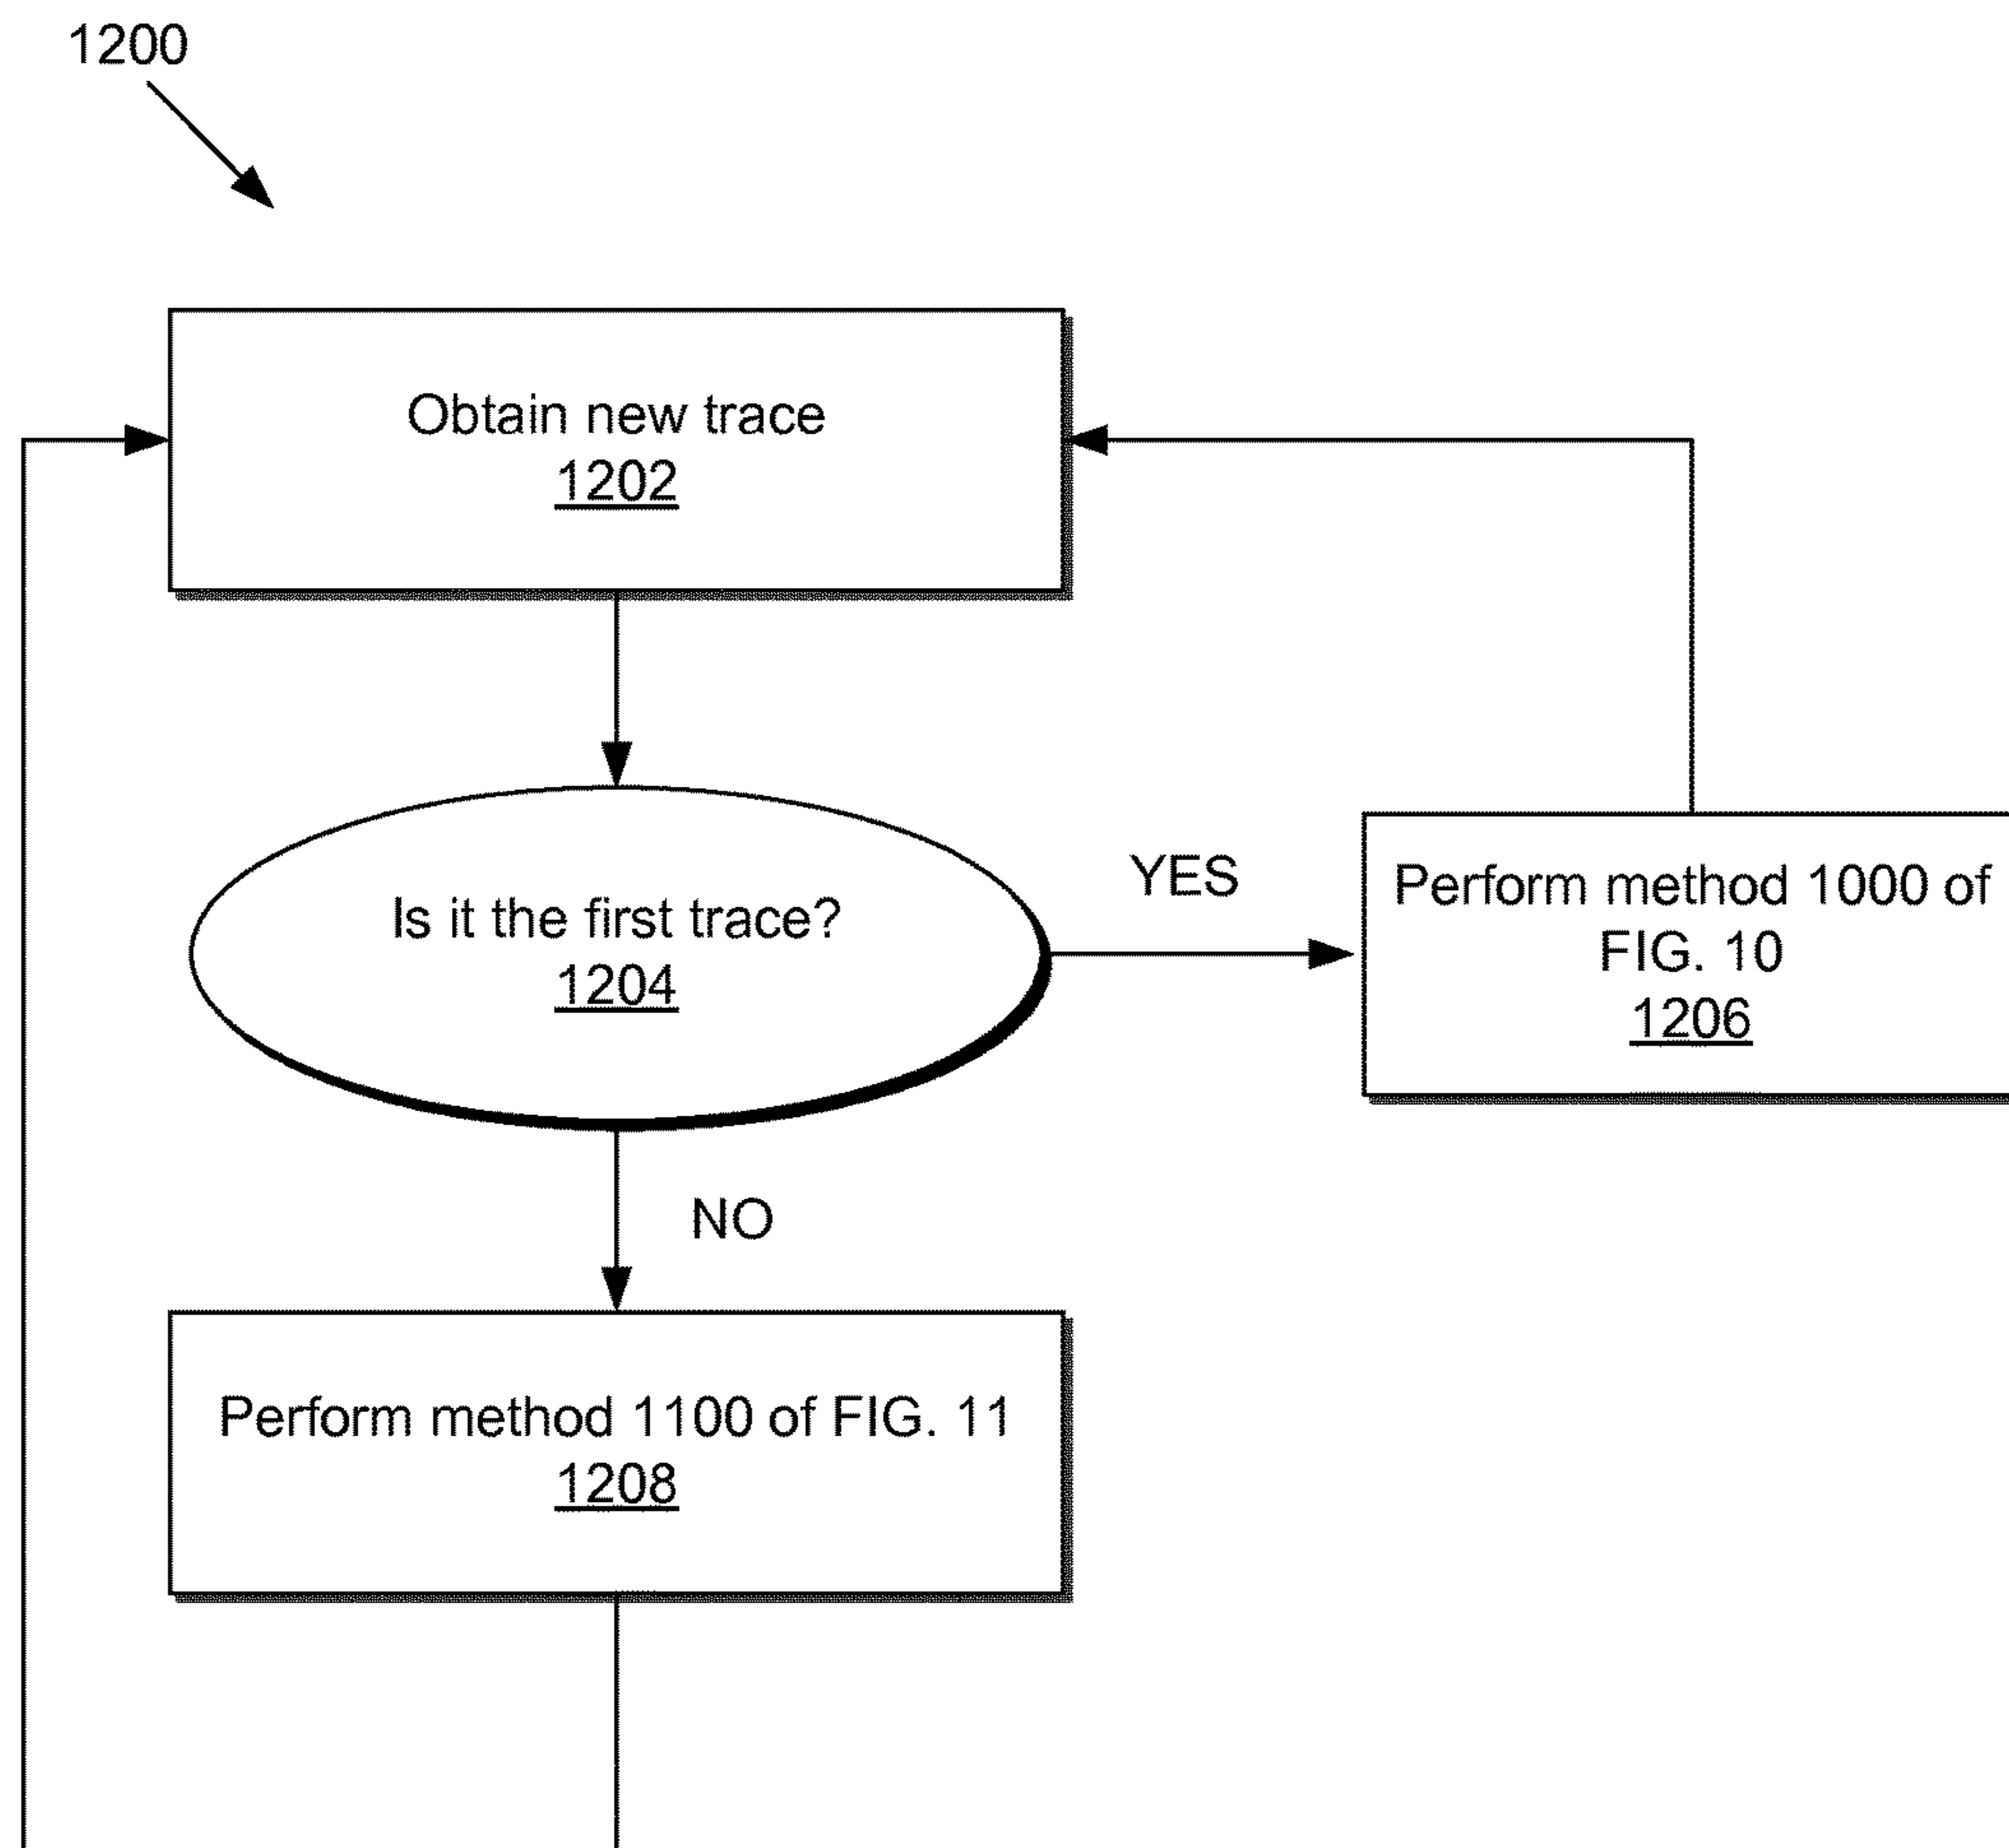 1200
Obtain new trace
1202
Is it the first trace?
1204
YES
Perform method 1000 of
FIG. 10
1206
NO
Perform method 1100 of FIG. 11
1208